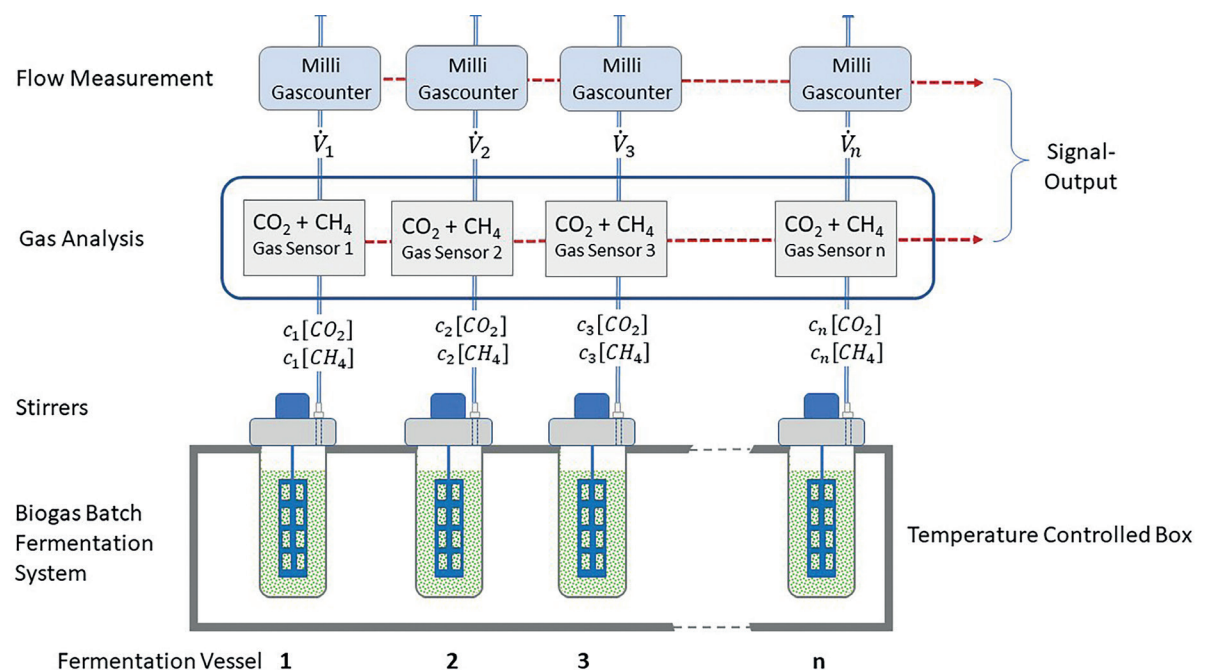 Flow Measurement
Milli
Gascounter
Milli
Gascounter
Milli
Gascounter
Milli
Gascounter
V̇₁
V̇₂
V̇₃
V̇ₙ
Signal-
Output
Gas Analysis
CO₂ + CH₄
Gas Sensor 1
CO₂ + CH₄
Gas Sensor 2
CO₂ + CH₄
Gas Sensor 3
CO₂ + CH₄
Gas Sensor n
c₁[CO₂]
c₁[CH₄]
c₂[CO₂]
c₂[CH₄]
c₃[CO₂]
c₃[CH₄]
cₙ[CO₂]
cₙ[CH₄]
Stirrers
Biogas Batch
Fermentation
System
Temperature Controlled Box
Fermentation Vessel 1 2 3 n